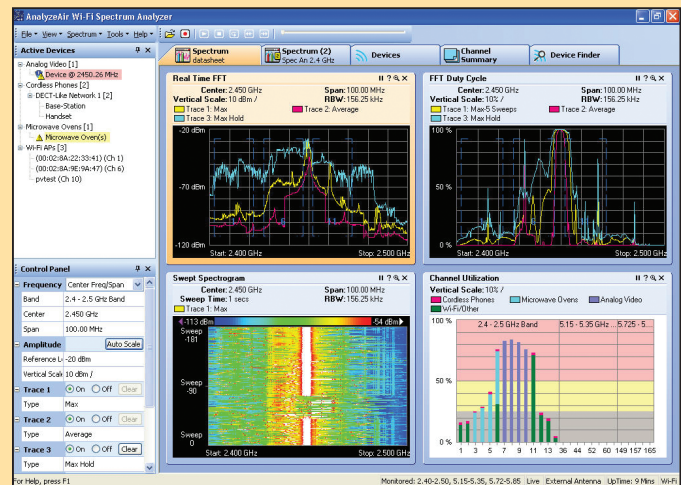 AnalyzeAir Wi-Fi Spectrum Analyzer
File View Spectrum Tools Help
Active Devices
Analog Video [1]
Device @ 2450.26 MHz
Cordless Phones [2]
DECT-Like Network 1 [2]
Base-Station
Handset
Microwave Ovens [1]
Microwave Oven(s)
Wi-Fi APs [3]
(00:02:8A:22:33:41) (Ch 1)
(00:02:8A:9E:9A:47) (Ch 6)
pvtest (Ch 10)
Control Panel
Frequency Center Freq/Span
Band 2.4 - 2.5 GHz Band
Center 2.450 GHz
Span 100.00 MHz
Amplitude Auto Scale
Reference L -20 dBm
Vertical Scale 10 dBm /
Trace 1 On Off Clear
Type Max
Trace 2 On Off Clear
Type Average
Trace 3 On Off Clear
Type Max Hold
Spectrum datasheet
Spectrum (2) Spec An 2.4 GHz
Devices
Channel Summary
Device Finder
Real Time FFT
Center: 2.450 GHz Span: 100.00 MHz
Vertical Scale: 10 dBm / RBW: 156.25 kHz
Trace 1: Max Trace 2: Average
Trace 3: Max Hold
-20 dBm
-70 dBm
-120 dBm
Start: 2.400 GHz Stop: 2.500 GHz
FFT Duty Cycle
Center: 2.450 GHz Span: 100.00 MHz
Vertical Scale: 10% / RBW: 156.25 kHz
Trace 1: Max-5 Sweeps Trace 2: Average
Trace 3: Max Hold
100 %
50 %
0 %
Start: 2.400 GHz Stop: 2.500 GHz
Swept Spectrogram
Center: 2.450 GHz Span: 100.00 MHz
Sweep Time: 1 secs RBW: 156.25 kHz
Trace 1: Max
-113 dBm -54 dBm
Sweep
-181
Sweep
-90
Sweep
0
Start: 2.400 GHz Stop: 2.500 GHz
Channel Utilization
Vertical Scale: 10% /
Cordless Phones Microwave Ovens Analog Video
Wi-Fi/Other
100 %
2.4 - 2.5 GHz Band 5.15 - 5.35 GHz ... 5.725 - 5...
50 %
0 %
1 3 5 7 9 11 13 36 44 52 60 149 157 165
For Help, press F1
Monitored: 2.40-2.50, 5.15-5.35, 5.72-5.85 Live External Antenna UpTime: 9 Mins Wi-Fi